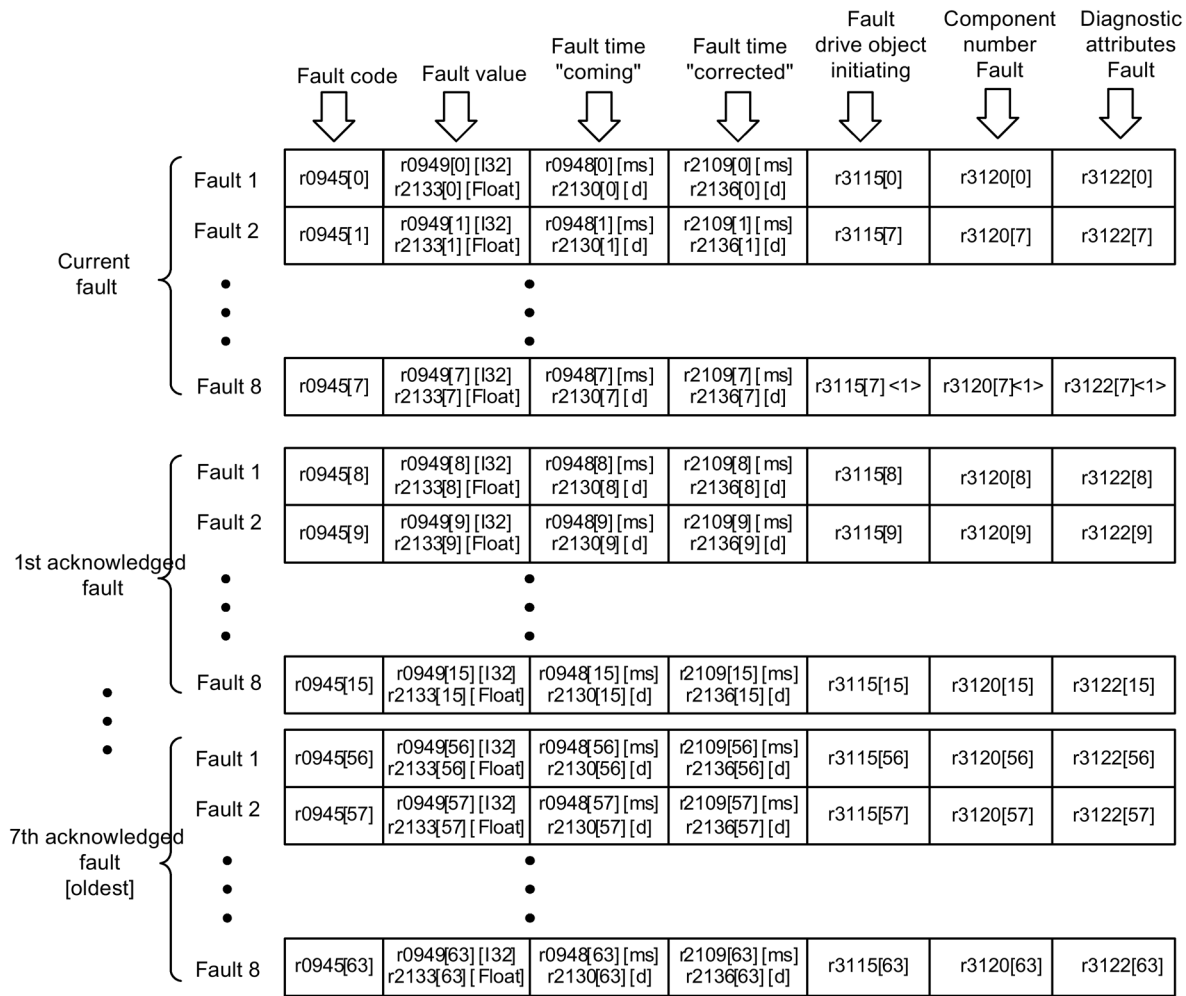 Fault code
Fault value
Fault time
"coming"
Fault time
"corrected"
Fault
drive object
initiating
Component
number
Fault
Diagnostic
attributes
Fault
Current
fault
Fault 1
r0945[0]
r0949[0] [I32]
r2133[0] [Float]
r0948[0] [ms]
r2130[0] [d]
r2109[0] [ms]
r2136[0] [d]
r3115[0]
r3120[0]
r3122[0]
Fault 2
r0945[1]
r0949[1] [I32]
r2133[1] [Float]
r0948[1] [ms]
r2130[1] [d]
r2109[1] [ms]
r2136[1] [d]
r3115[7]
r3120[7]
r3122[7]
Fault 8
r0945[7]
r0949[7] [I32]
r2133[7] [Float]
r0948[7] [ms]
r2130[7] [d]
r2109[7] [ms]
r2136[7] [d]
r3115[7] <1>
r3120[7]<1>
r3122[7]<1>
1st acknowledged
fault
Fault 1
r0945[8]
r0949[8] [I32]
r2133[8] [Float]
r0948[8] [ms]
r2130[8] [d]
r2109[8] [ms]
r2136[8] [d]
r3115[8]
r3120[8]
r3122[8]
Fault 2
r0945[9]
r0949[9] [I32]
r2133[9] [Float]
r0948[9] [ms]
r2130[9] [d]
r2109[9] [ms]
r2136[9] [d]
r3115[9]
r3120[9]
r3122[9]
Fault 8
r0945[15]
r0949[15] [I32]
r2133[15] [Float]
r0948[15] [ms]
r2130[15] [d]
r2109[15] [ms]
r2136[15] [d]
r3115[15]
r3120[15]
r3122[15]
7th acknowledged
fault
[oldest]
Fault 1
r0945[56]
r0949[56] [I32]
r2133[56] [Float]
r0948[56] [ms]
r2130[56] [d]
r2109[56] [ms]
r2136[56] [d]
r3115[56]
r3120[56]
r3122[56]
Fault 2
r0945[57]
r0949[57] [I32]
r2133[57] [Float]
r0948[57] [ms]
r2130[57] [d]
r2109[57] [ms]
r2136[57] [d]
r3115[57]
r3120[57]
r3122[57]
Fault 8
r0945[63]
r0949[63] [I32]
r2133[63] [Float]
r0948[63] [ms]
r2130[63] [d]
r2109[63] [ms]
r2136[63] [d]
r3115[63]
r3120[63]
r3122[63]